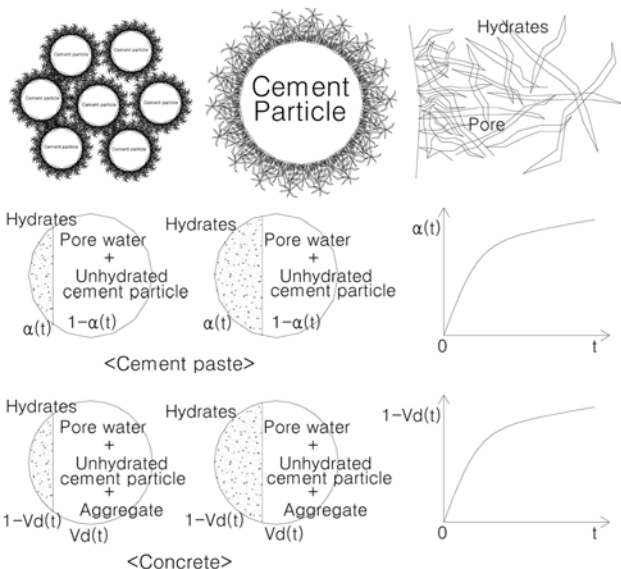 Cement particle
Cement particle
Cement particle
Cement particle
Cement particle
Cement particle
Cement particle
Cement
Particle
Hydrates
Pore
Hydrates
Pore water
+
Unhydrated
cement particle
α(t)
1-α(t)
Hydrates
Pore water
+
Unhydrated
cement particle
α(t)
1-α(t)
<Cement paste>
α(t)
0
t
Hydrates
Pore water
+
Unhydrated
cement particle
+
Aggregate
1-Vd(t)
Vd(t)
Hydrates
Pore water
+
Unhydrated
cement particle
+
Aggregate
1-Vd(t)
Vd(t)
<Concrete>
1-Vd(t)
0
t